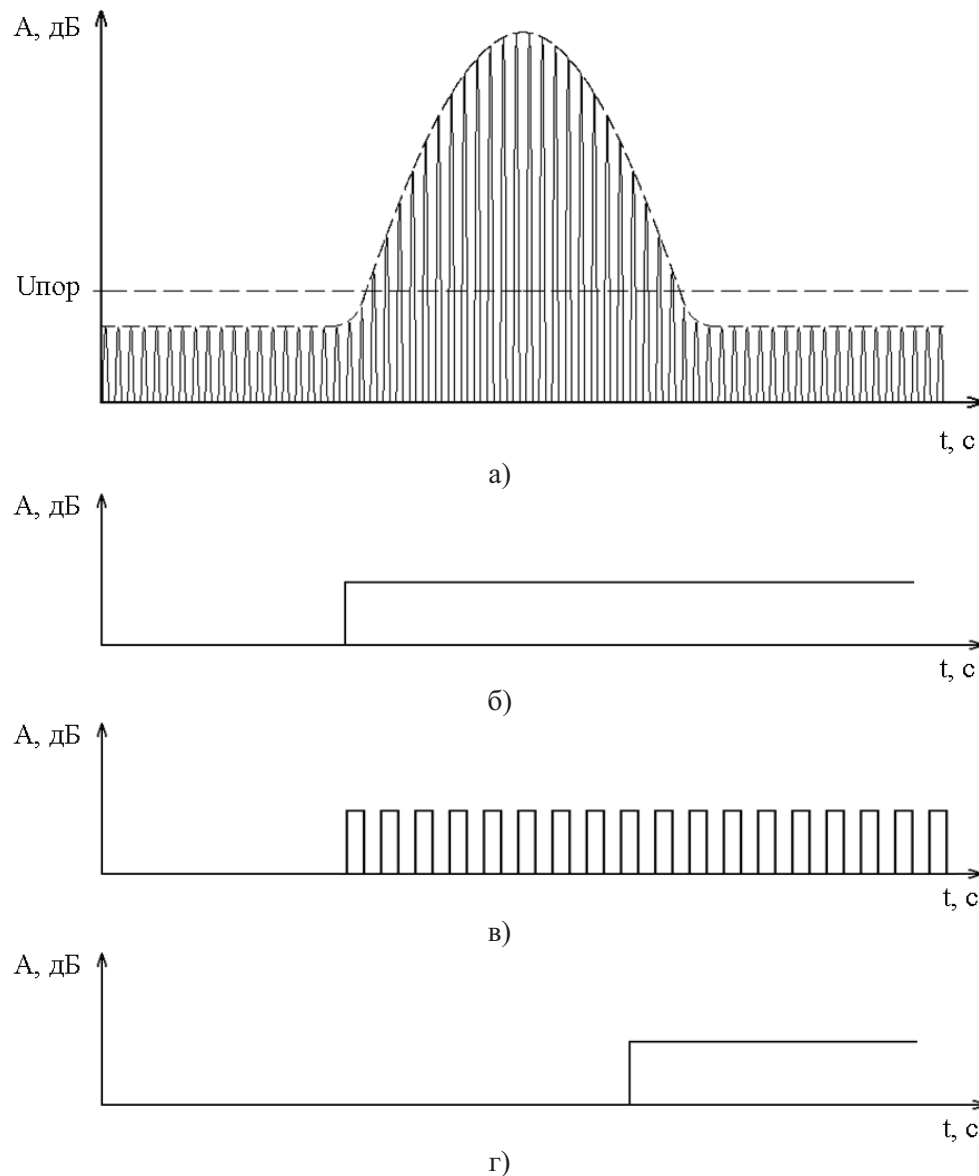 А, дБ
Uпор
t, с
а)
А, дБ
t, с
б)
А, дБ
t, с
в)
А, дБ
t, с
г)